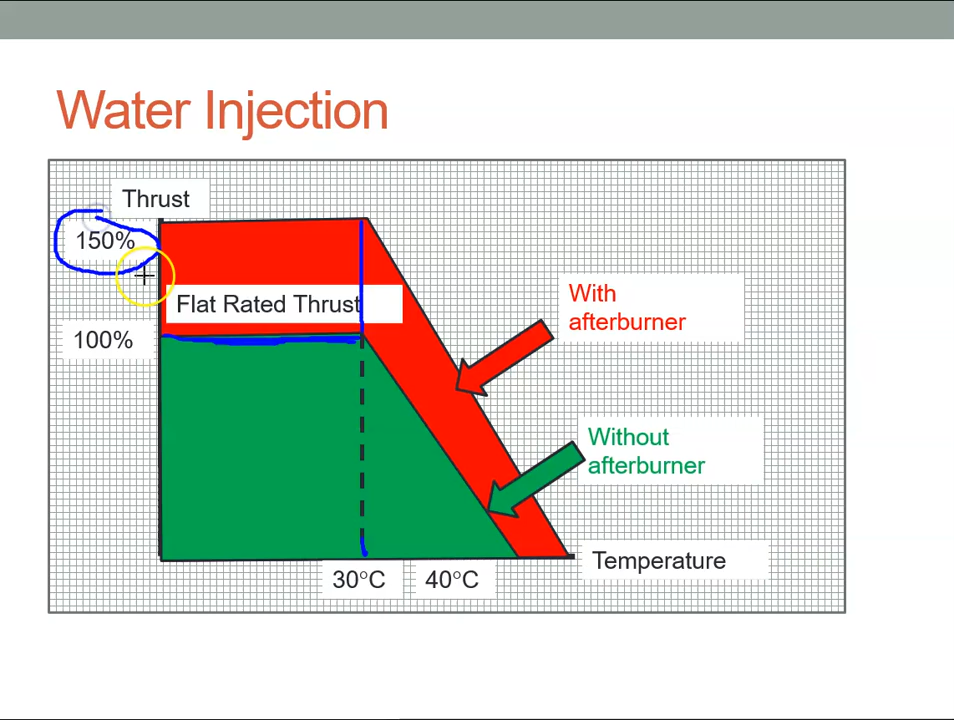 Water Injection
Thrust
150%
Flat Rated Thrust
100%
With
afterburner
Without
afterburner
Temperature
30°C
40°C